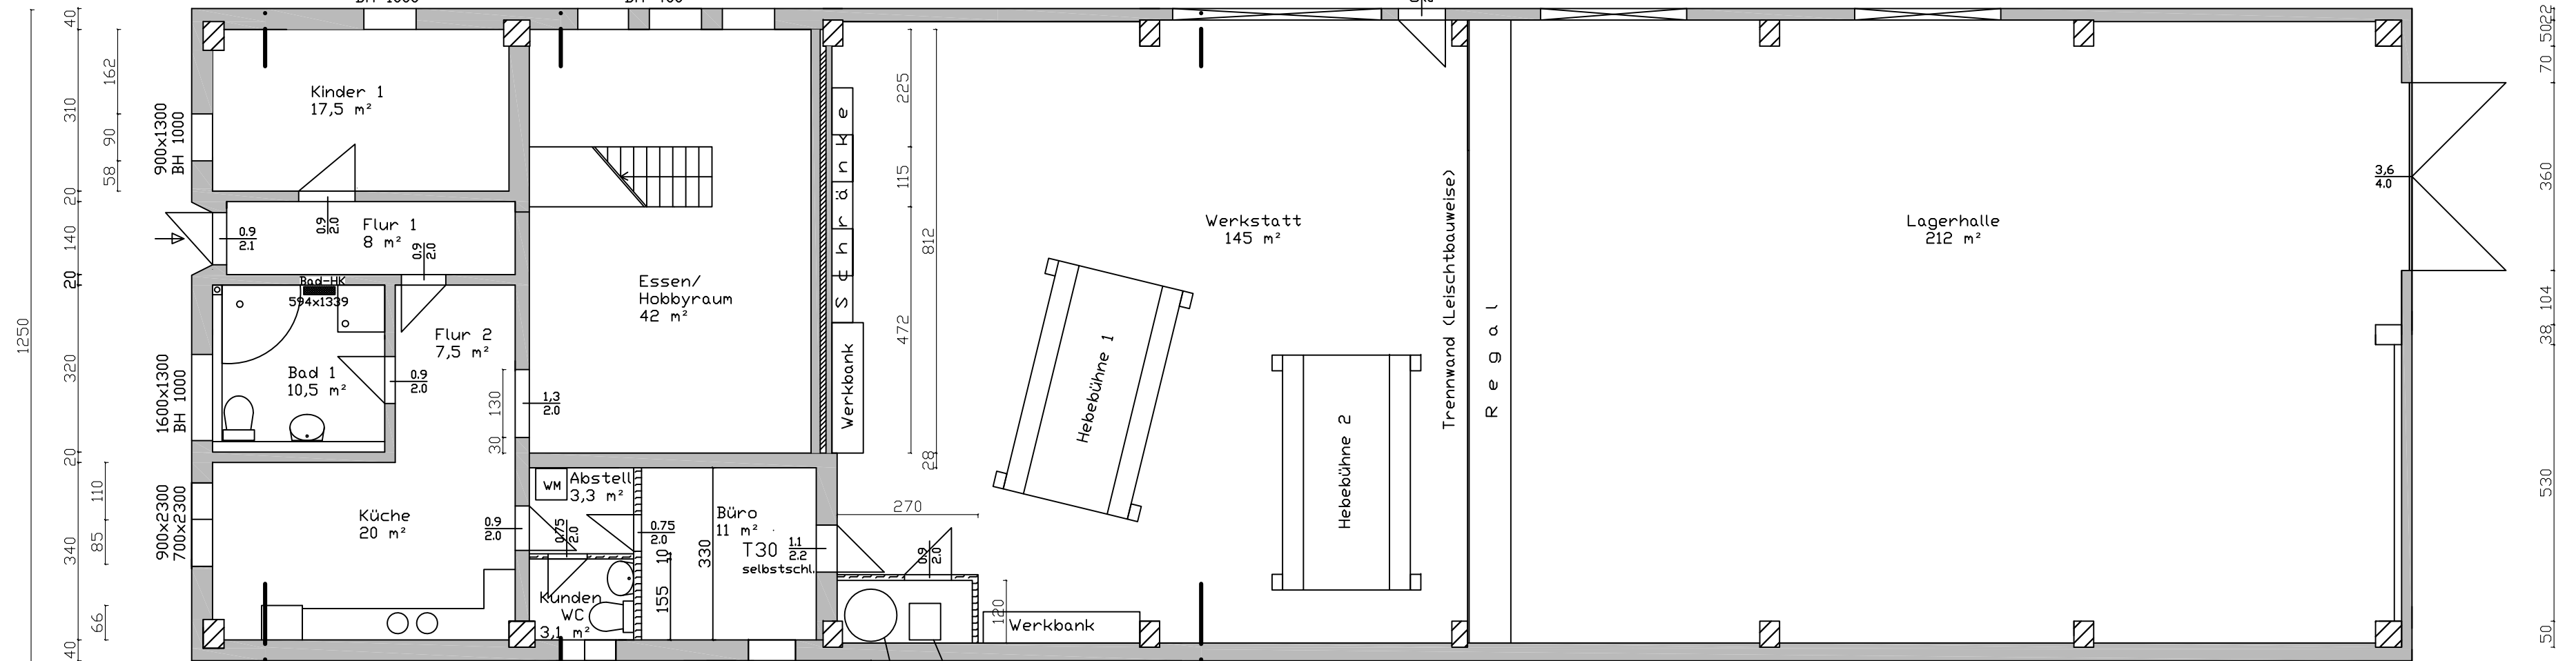 40
310
20
140
20
320
20
340
40
1250
162
90
58
110
85
66
900x1300
BH 1000
1600x1300
BH 1000
900x2300
700x2300
Kinder 1
17,5 m²
0.9
2.0
Flur 1
8 m²
0.9
2.1
0.9
2.0
Bad-HK
594x1339
Bad 1
10,5 m²
0.9
2.0
Flur 2
7,5 m²
130
30
1,3
2.0
Küche
20 m²
0.9
2.0
Essen/
Hobbyraum
42 m²
WM
Abstell
3,3 m²
0.75
2.0
0.75
2.0
Kunden
WC
3,1 m²
10
155
330
Büro
11 m²
T30
selbstschl.
1.1
2.2
Schränke
Werkbank
225
115
472
812
28
270
0.9
2.0
120
Werkbank
Werkstatt
145 m²
Hebebühne 1
Hebebühne 2
Trennwand (Leischtbauweise)
Regal
Lagerhalle
212 m²
3,6
4.0
5022
70
360
104
38
530
50